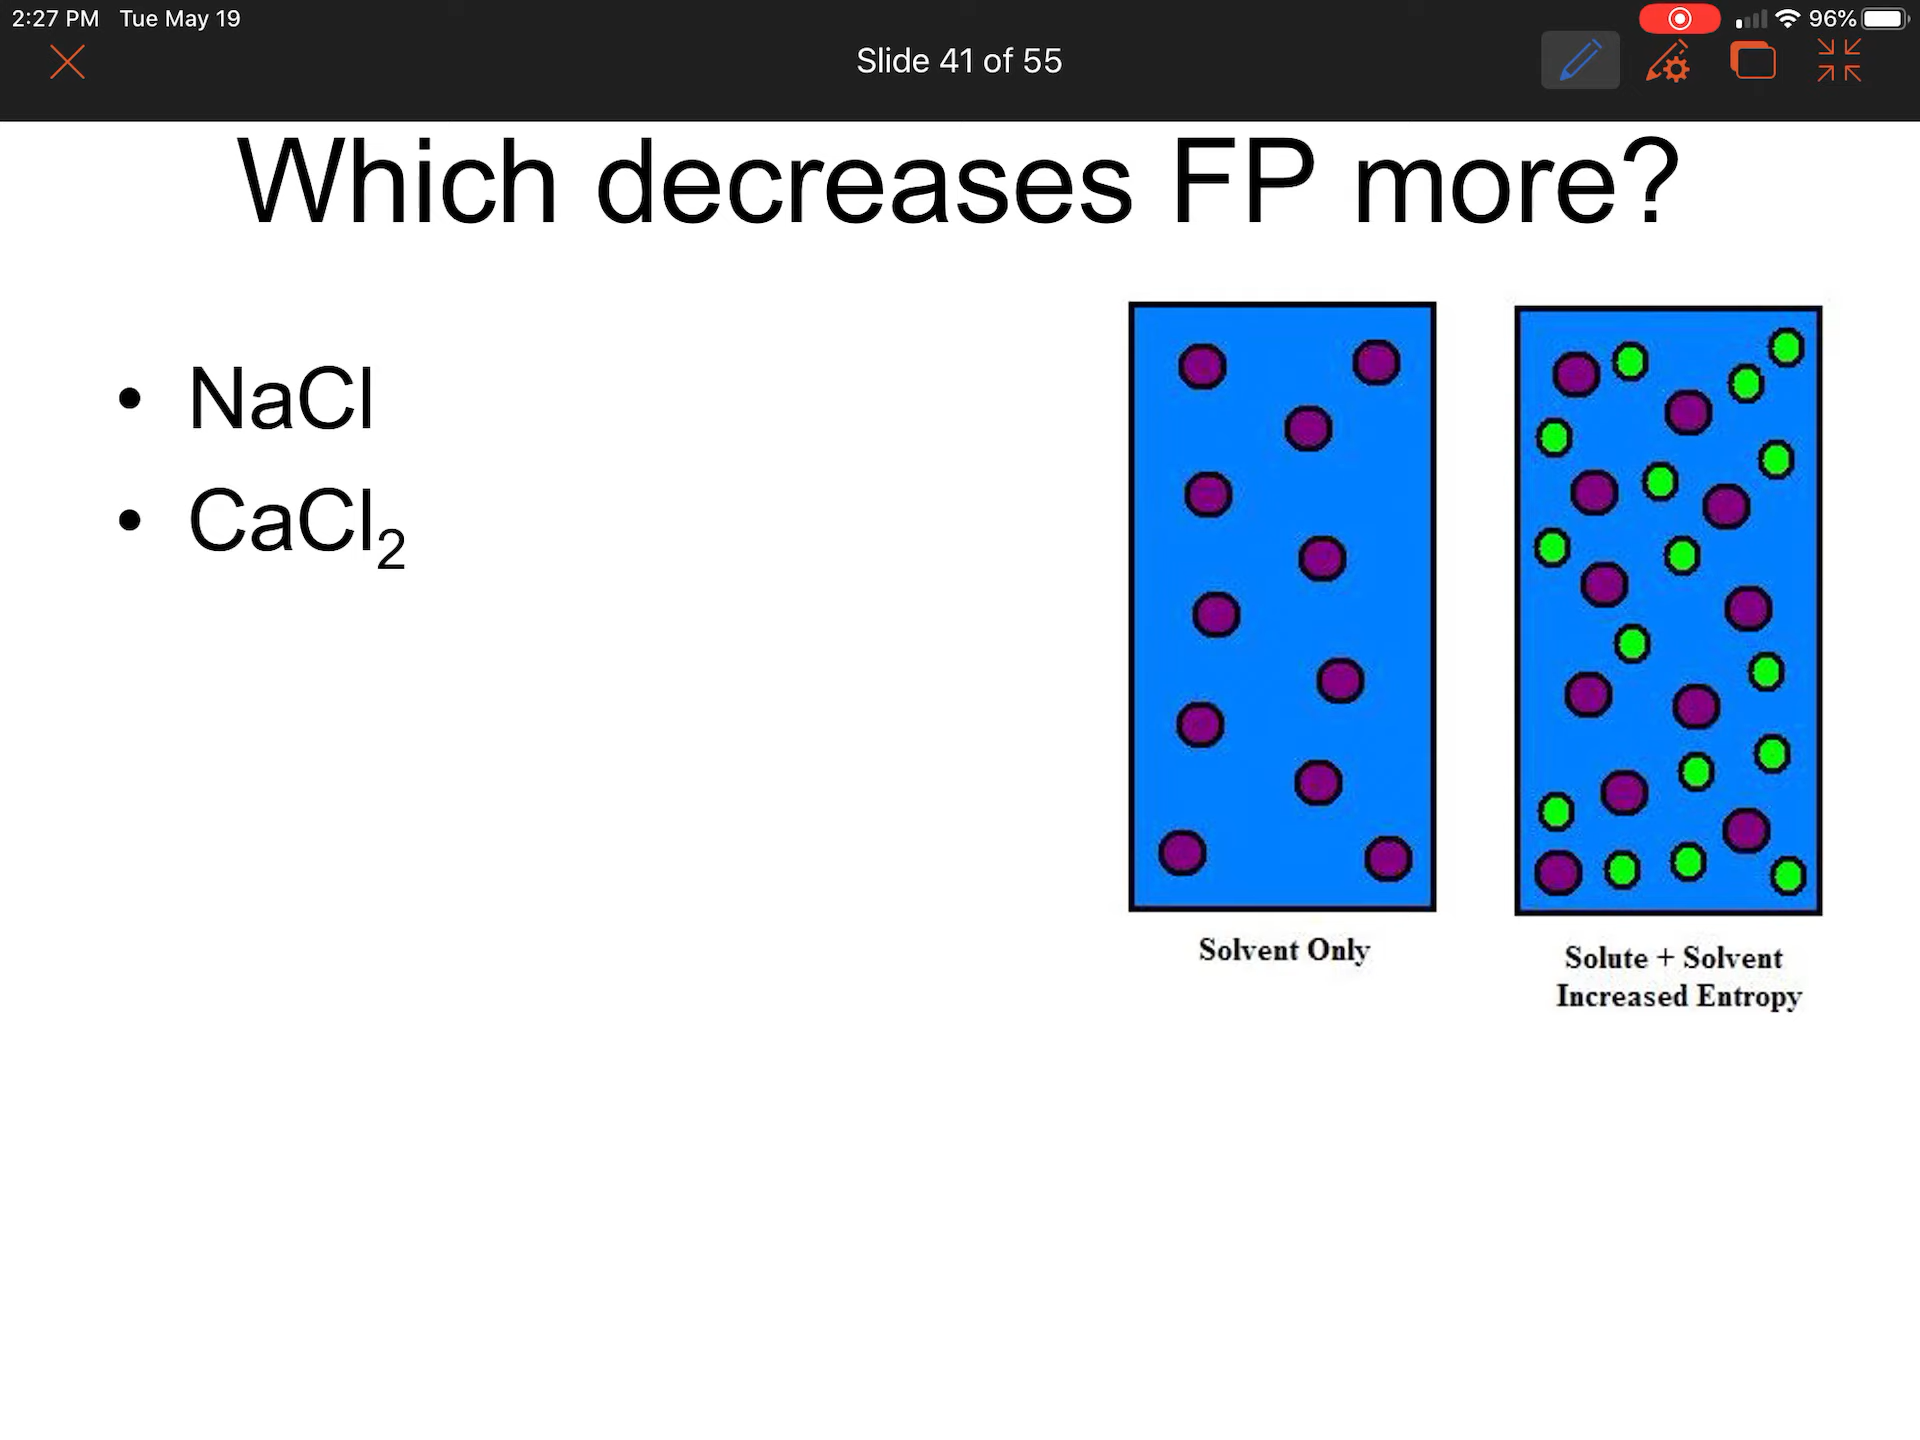 2:27 PM Tue May 19
96%
Slide 41 of 55
Which decreases FP more?
• NaCl
• CaCl₂
Solvent Only
Solute + Solvent
Increased Entropy